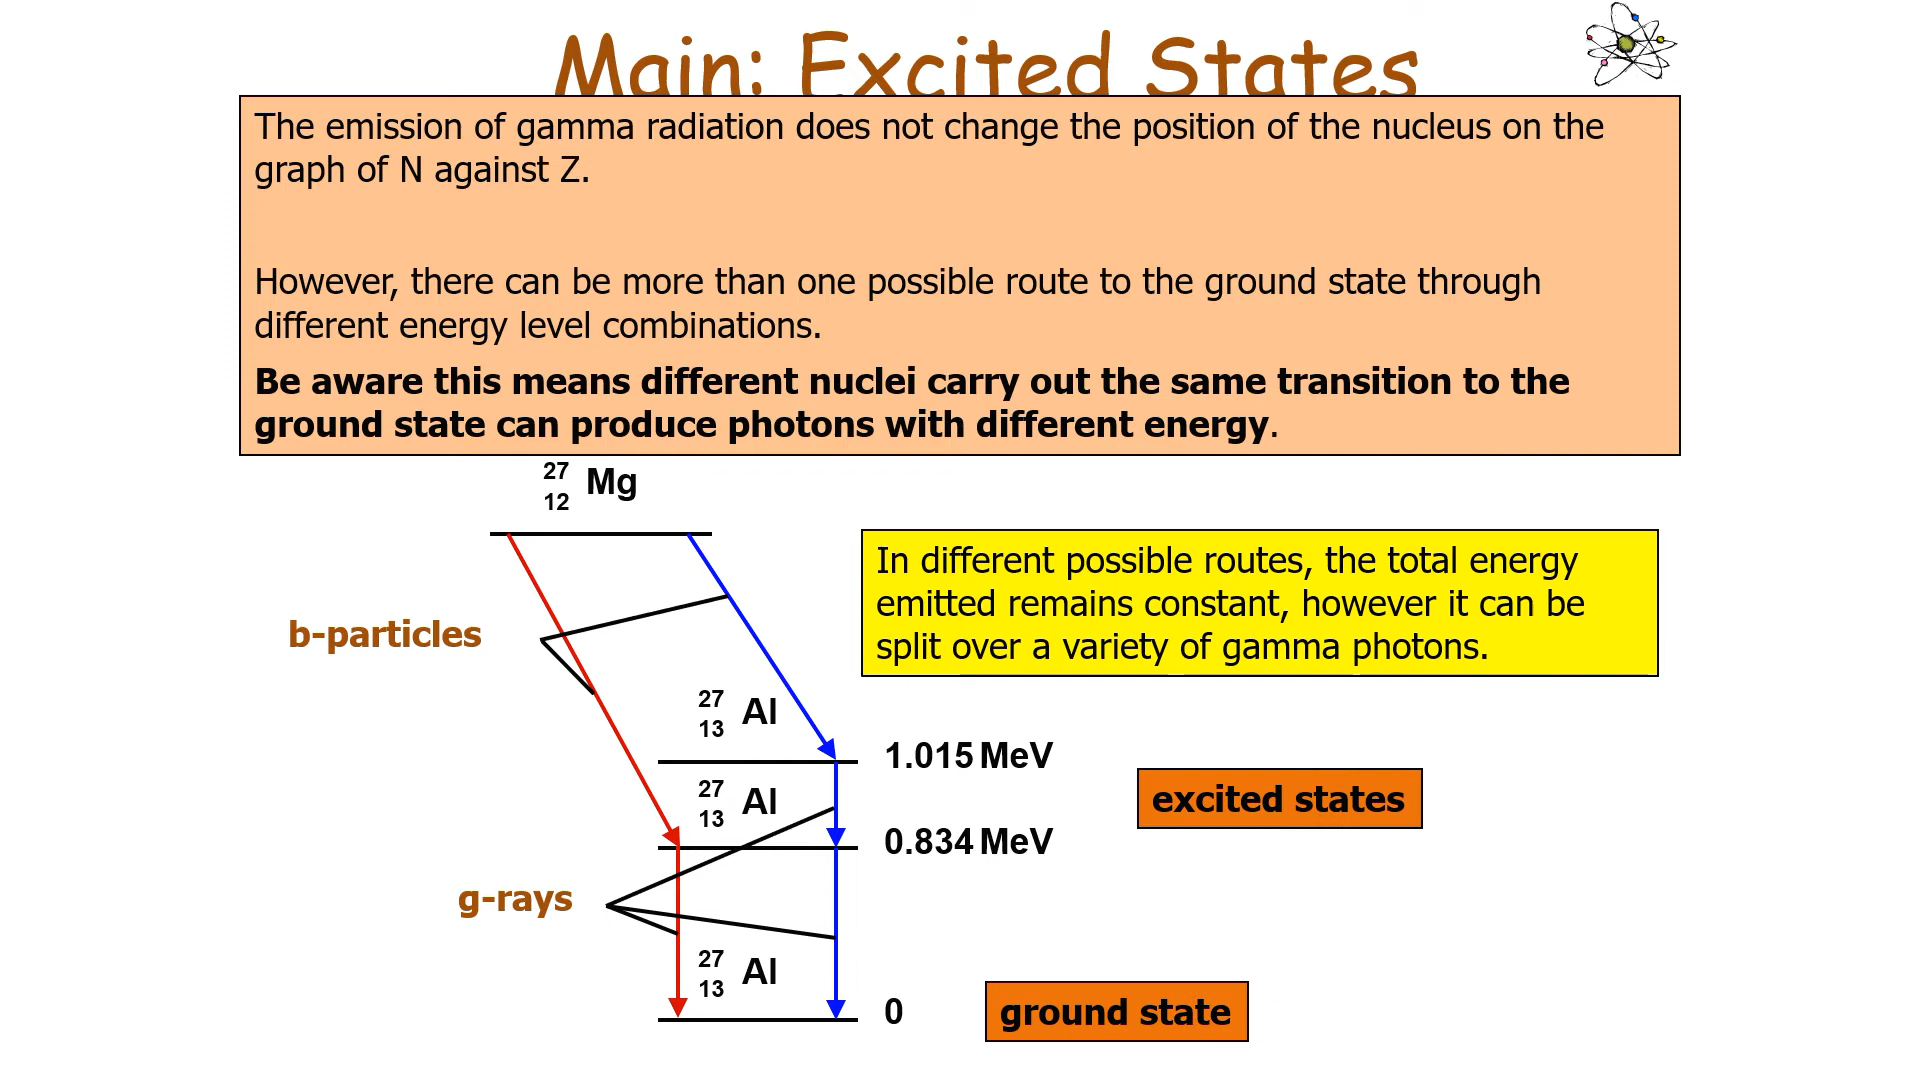 Main: Excited States
The emission of gamma radiation does not change the position of the nucleus on the
graph of N against Z.
However, there can be more than one possible route to the ground state through
different energy level combinations.
Be aware this means different nuclei carry out the same transition to the
ground state can produce photons with different energy.
27
12 Mg
In different possible routes, the total energy
emitted remains constant, however it can be
split over a variety of gamma photons.
b-particles
27
13 Al
1.015 MeV
27
13 Al
excited states
0.834 MeV
g-rays
27
13 Al
0
ground state